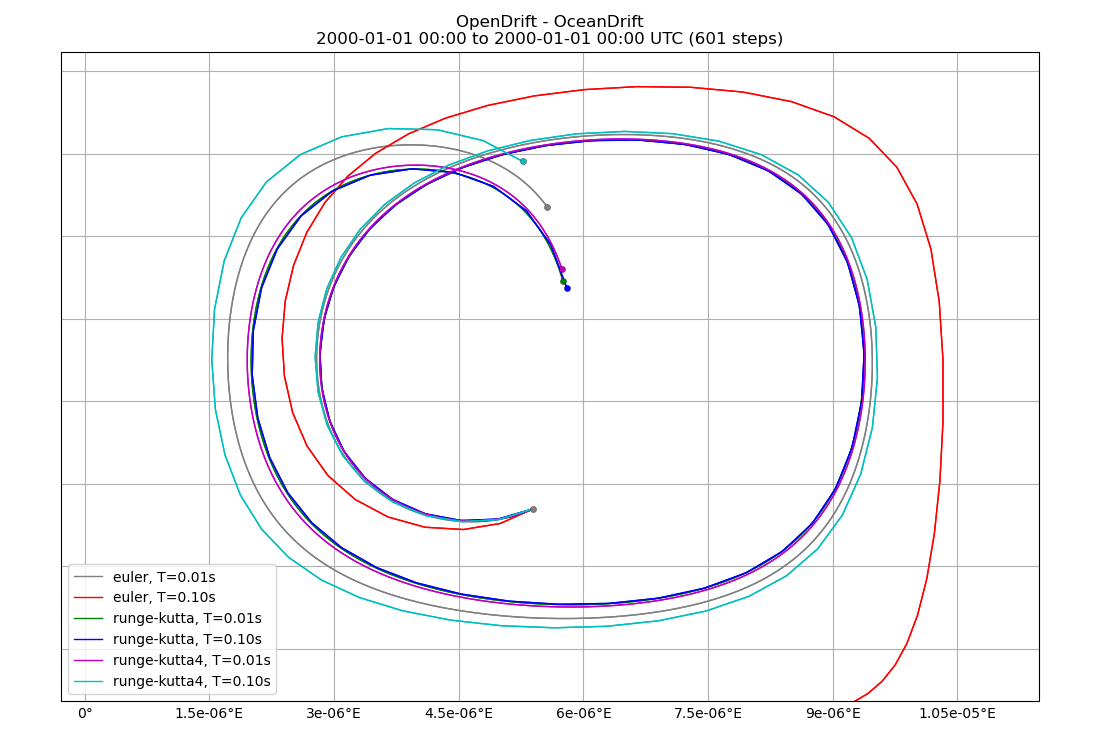 OpenDrift - OceanDrift
2000-01-01 00:00 to 2000-01-01 00:00 UTC (601 steps)
euler, T=0.01s
euler, T=0.10s
runge-kutta, T=0.01s
runge-kutta, T=0.10s
runge-kutta4, T=0.01s
runge-kutta4, T=0.10s
0° 1.5e-06°E 3e-06°E 4.5e-06°E 6e-06°E 7.5e-06°E 9e-06°E 1.05e-05°E